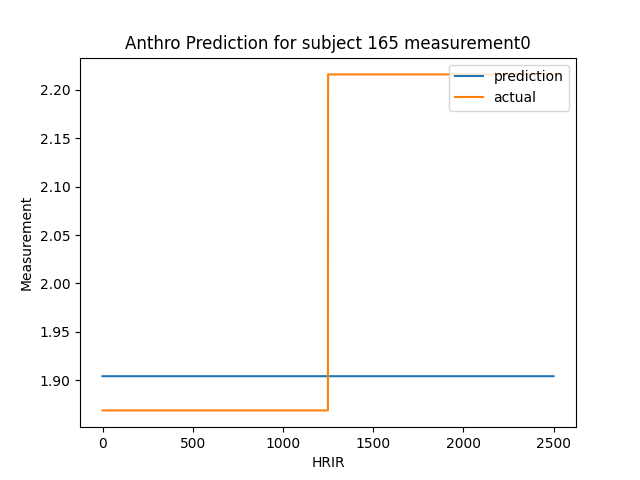 Anthro Prediction for subject 165 measurement0
prediction
actual
Measurement
2.20
2.15
2.10
2.05
2.00
1.95
1.90
0 500 1000 1500 2000 2500
HRIR